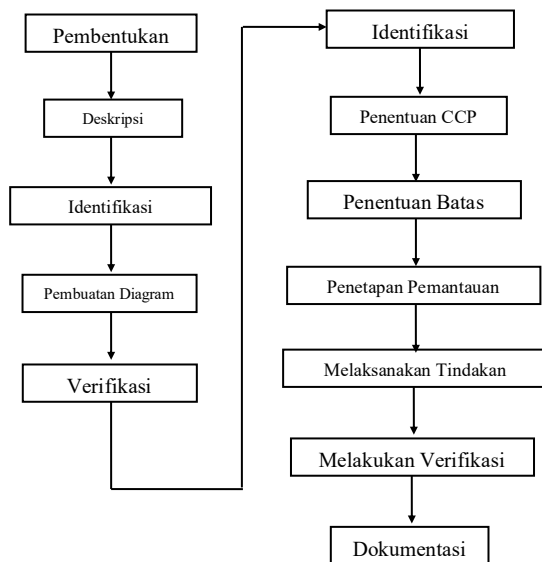 Pembentukan
Deskripsi
Identifikasi
Pembuatan Diagram
Verifikasi
Identifikasi
Penentuan CCP
Penentuan Batas
Penetapan Pemantauan
Melaksanakan Tindakan
Melakukan Verifikasi
Dokumentasi